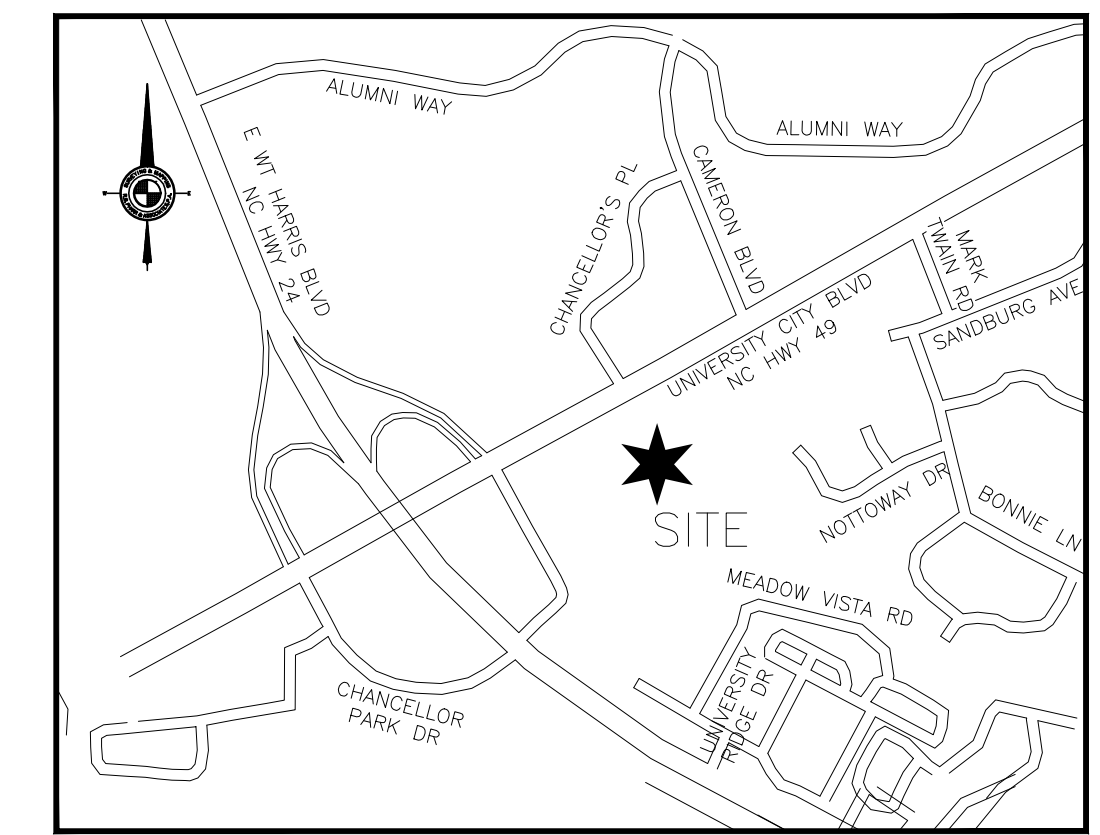 ALUMNI WAY
ALUMNI WAY
E WT HARRIS BLVD
NC HWY 24
CHANCELLOR'S PL
CAMERON BLVD
MARK
TWAIN RD
UNIVERSITY CITY BLVD
NC HWY 49
SANDBURG AVE
SITE
NOTTOWAY DR
BONNIE LN
MEADOW VISTA RD
UNIVERSITY
RIDGE DR
CHANCELLOR
PARK DR